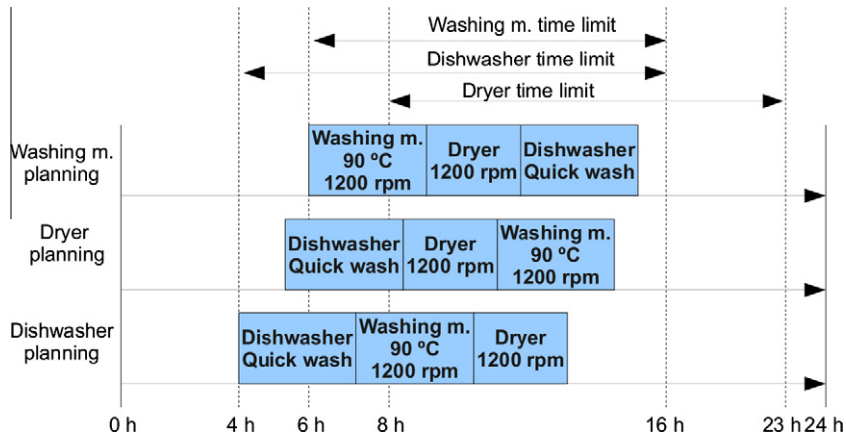 Washing m. time limit
Dishwasher time limit
Dryer time limit
Washing m.
planning
Washing m.
90 ºC
1200 rpm
Dryer
1200 rpm
Dishwasher
Quick wash
Dryer
planning
Dishwasher
Quick wash
Dryer
1200 rpm
Washing m.
90 ºC
1200 rpm
Dishwasher
planning
Dishwasher
Quick wash
Washing m.
90 ºC
1200 rpm
Dryer
1200 rpm
0 h 4 h 6 h 8 h 16 h 23 h 24 h